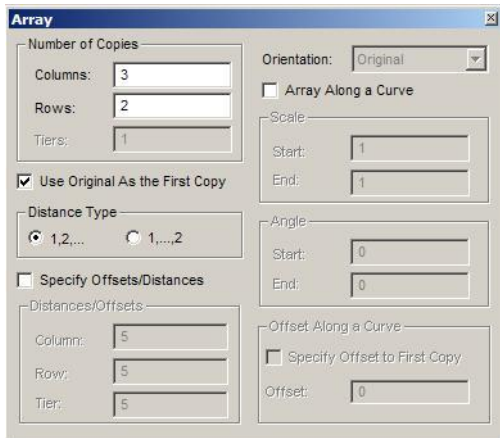 Array
Number of Copies
Columns: 3
Rows: 2
Tiers: 1
Use Original As the First Copy
Distance Type
1,2,... 1,...,2
Specify Offsets/Distances
Distances/Offsets
Column: 5
Row: 5
Tier: 5
Orientation: Original
Array Along a Curve
Scale
Start: 1
End: 1
Angle
Start: 0
End: 0
Offset Along a Curve
Specify Offset to First Copy
Offset: 0